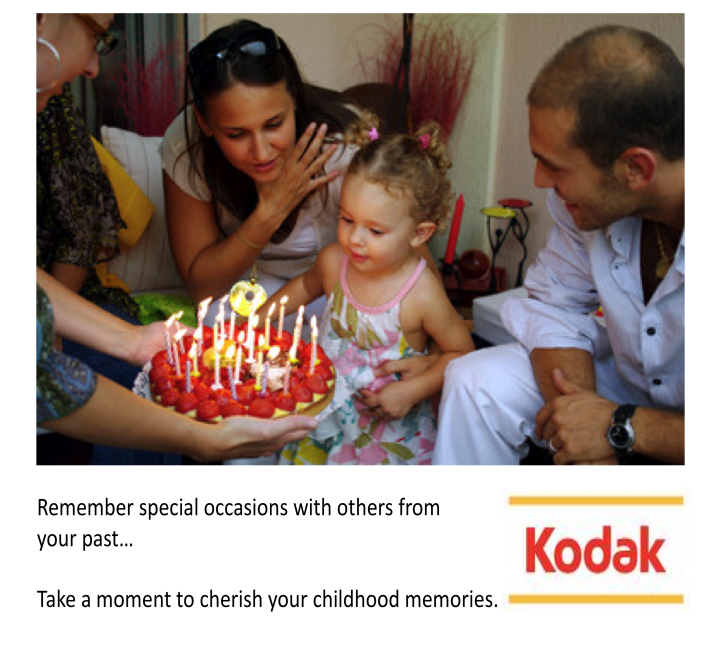 Remember special occasions with others from
your past...
Take a moment to cherish your childhood memories.
Kodak